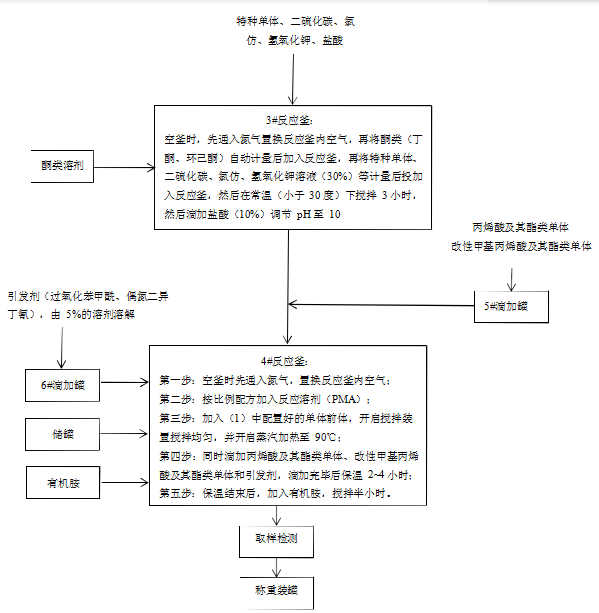 特种单体、二硫化碳、氯
仿、氢氧化钾、盐酸
3#反应釜：
空釜时，先通入氮气置换反应釜内空气，再将酮类（丁
酮、环己酮）自动计量后加入反应釜，再将特种单体、
二硫化碳、氯仿、氢氧化钾溶液（30%）等计量后投加
入反应釜，然后在常温（小于 30 度）下搅拌 3 小时，
然后滴加盐酸（10%）调节 pH 至 10
酮类溶剂
丙烯酸及其酯类单体
改性甲基丙烯酸及其酯类单体
5#滴加罐
引发剂（过氧化苯甲酰、偶氮二异
丁氰），由 5%的溶剂溶解
6#滴加罐
储罐
有机胺
4#反应釜：
第一步：空釜时先通入氮气，置换反应釜内空气；
第二步：按比例配方加入反应溶剂（PMA）；
第三步：加入（1）中配置好的单体前体，开启搅拌装
置搅拌均匀，并开启蒸汽加热至 90℃；
第四步：同时滴加丙烯酸及其酯类单体、改性甲基丙烯
酸及其酯类单体和引发剂，滴加完毕后保温 2~4 小时；
第五步：保温结束后，加入有机胺，搅拌半小时。
取样检测
称重装罐